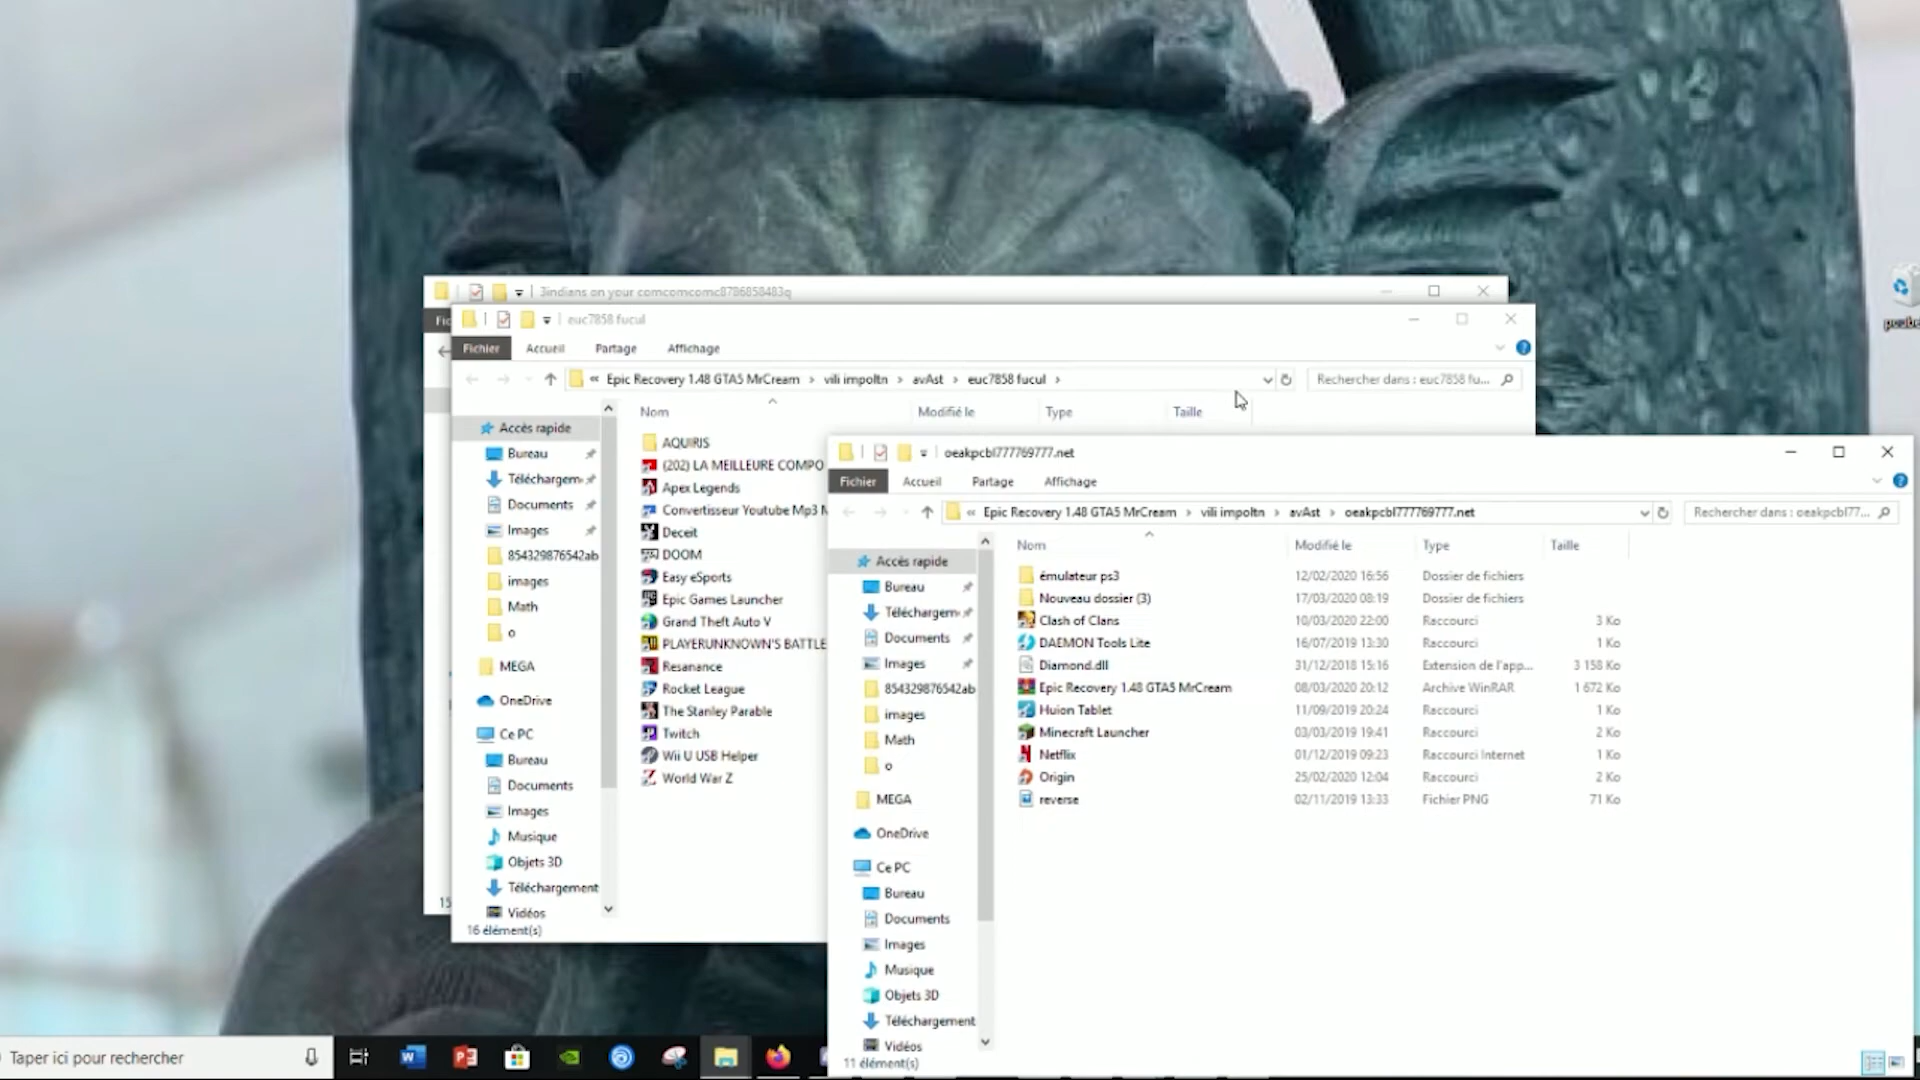 3indians on your comcomcomc8786858483q
euc7858 fucul
Fichier Accueil Partage Affichage
« Epic Recovery 1.48 GTA5 MrCream > vili impoltn > avAst > euc7858 fucul >
Rechercher dans : euc7858 fu...
Nom Modifié le Type Taille
Accès rapide
Bureau
Téléchargem
Documents
Images
854329876542ab
images
Math
o
MEGA
OneDrive
Ce PC
Bureau
Documents
Images
Musique
Objets 3D
Téléchargement
Vidéos
16 élément(s)
AQUIRIS
(202) LA MEILLEURE COMPO
Apex Legends
Convertisseur Youtube Mp3
Deceit
DOOM
Easy eSports
Epic Games Launcher
Grand Theft Auto V
PLAYERUNKNOWN'S BATTLE
Resanance
Rocket League
The Stanley Parable
Twitch
Wii U USB Helper
World War Z
oeakpcbl777769777.net
Fichier Accueil Partage Affichage
« Epic Recovery 1.48 GTA5 MrCream > vili impoltn > avAst > oeakpcbl777769777.net
Rechercher dans : oeakpcbl77...
Nom Modifié le Type Taille
Accès rapide
Bureau
Téléchargem
Documents
Images
854329876542ab
images
Math
o
MEGA
OneDrive
Ce PC
Bureau
Documents
Images
Musique
Objets 3D
Téléchargement
Vidéos
11 élément(s)
émulateur ps3 12/02/2020 16:56 Dossier de fichiers
Nouveau dossier (3) 17/03/2020 08:19 Dossier de fichiers
Clash of Clans 10/03/2020 22:00 Raccourci 3 Ko
DAEMON Tools Lite 16/07/2019 13:30 Raccourci 1 Ko
Diamond.dll 31/12/2018 15:16 Extension de l'app... 3 158 Ko
Epic Recovery 1.48 GTA5 MrCream 08/03/2020 20:12 Archive WinRAR 1 672 Ko
Huion Tablet 11/09/2019 20:24 Raccourci 1 Ko
Minecraft Launcher 03/03/2019 19:41 Raccourci 2 Ko
Netflix 01/12/2019 09:23 Raccourci Internet 1 Ko
Origin 25/02/2020 12:04 Raccourci 2 Ko
reverse 02/11/2019 13:33 Fichier PNG 71 Ko
Taper ici pour rechercher